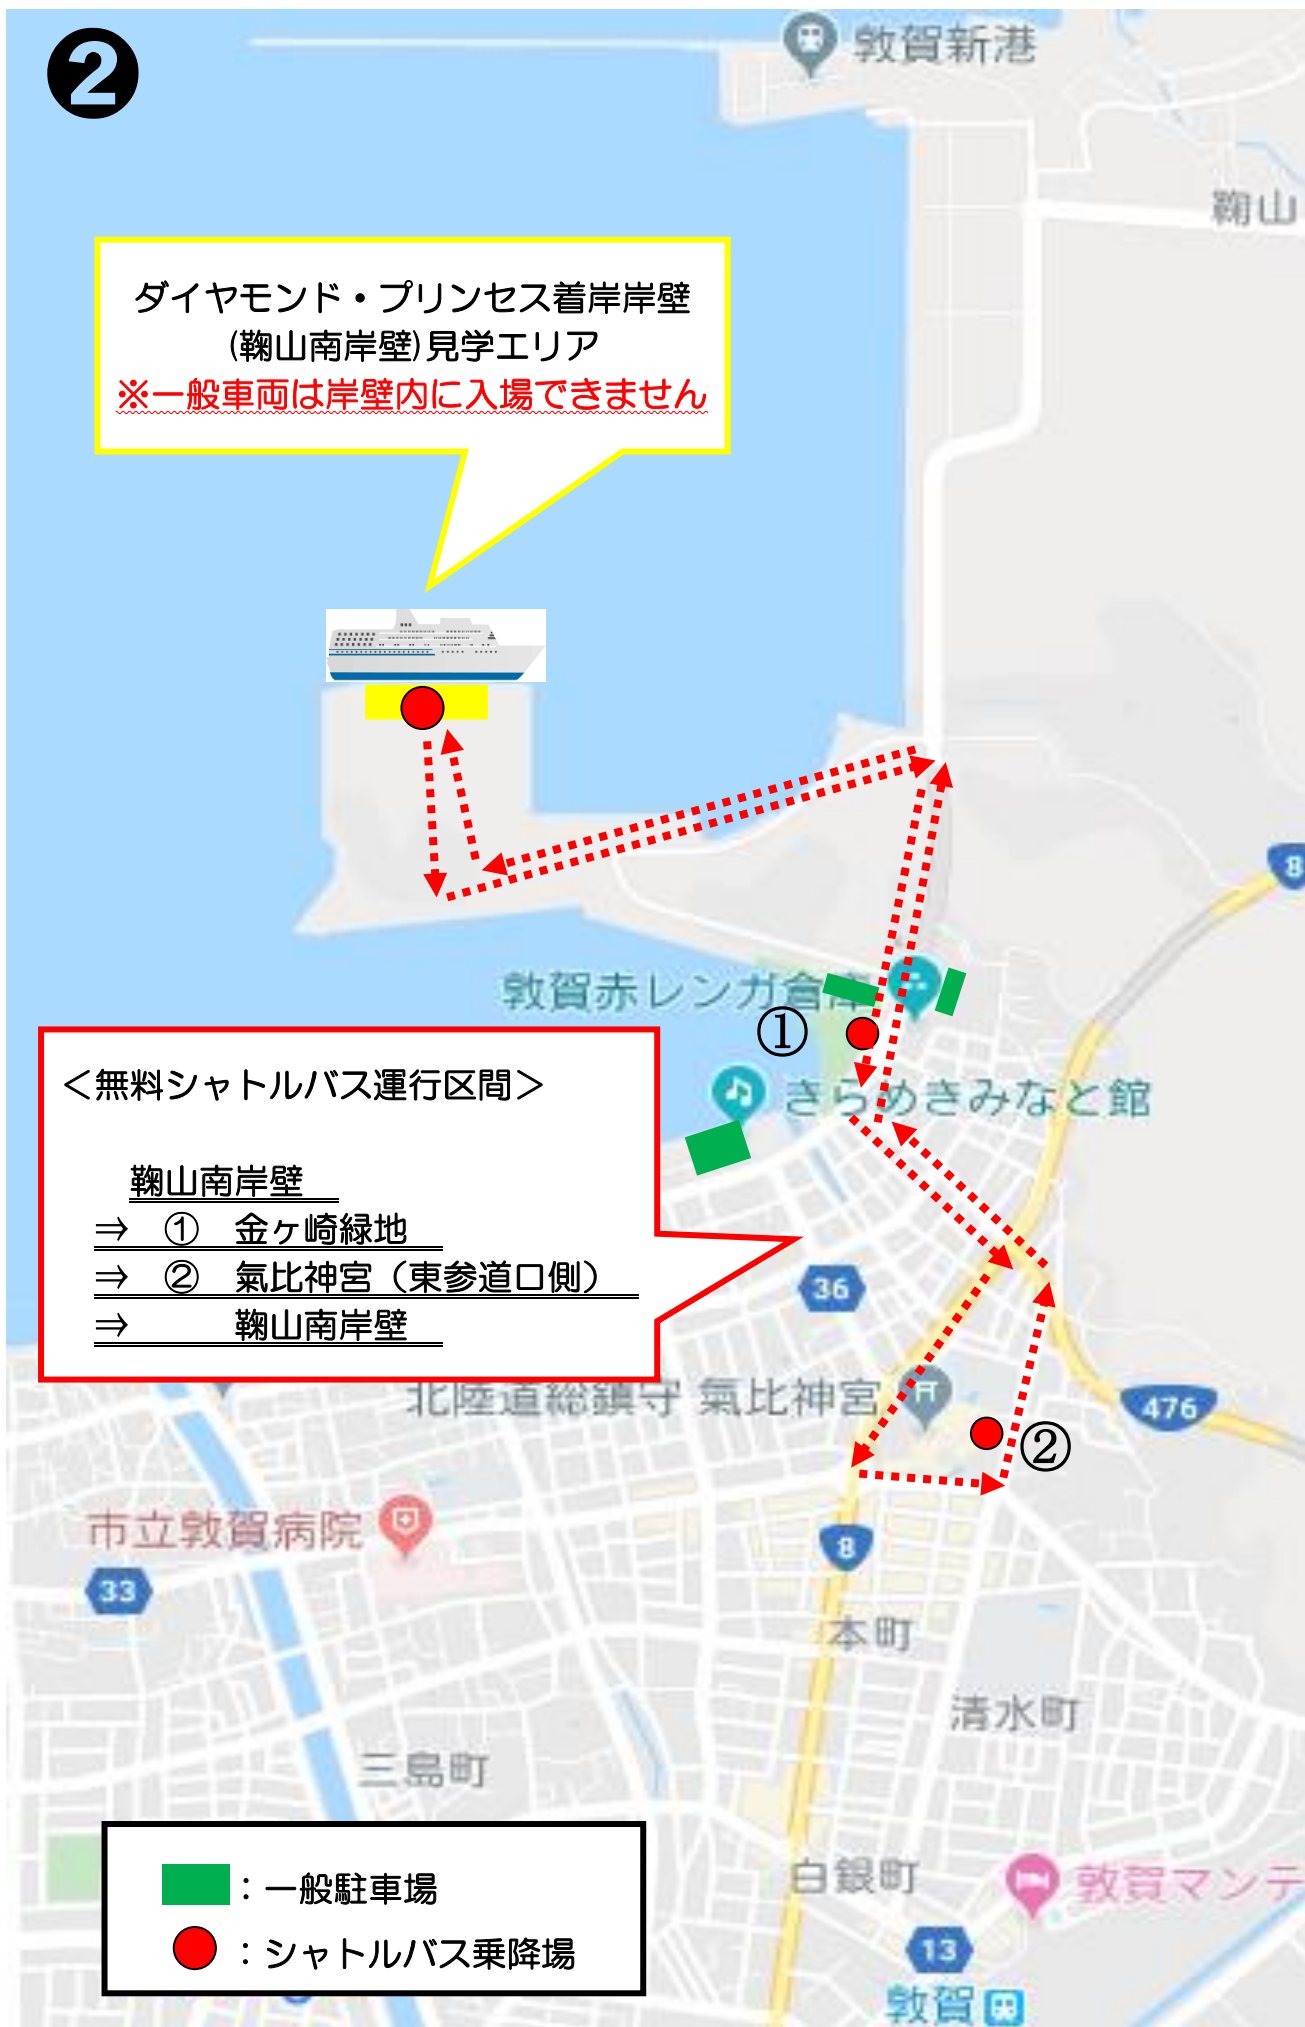 ❷
敦賀新港
鞠山
ダイヤモンド・プリンセス着岸岸壁
(鞠山南岸壁)見学エリア
※一般車両は岸壁内に入場できません
8
敦賀赤レンガ倉庫
①
きらめきみなと館
＜無料シャトルバス運行区間＞
鞠山南岸壁
⇒ ① 金ヶ崎緑地
⇒ ② 氣比神宮（東参道口側）
⇒ 鞠山南岸壁
36
北陸道総鎮守 氣比神宮
476
②
市立敦賀病院
8
33
本町
清水町
三島町
：一般駐車場
：シャトルバス乗降場
白銀町
敦賀マンテ
13
敦賀